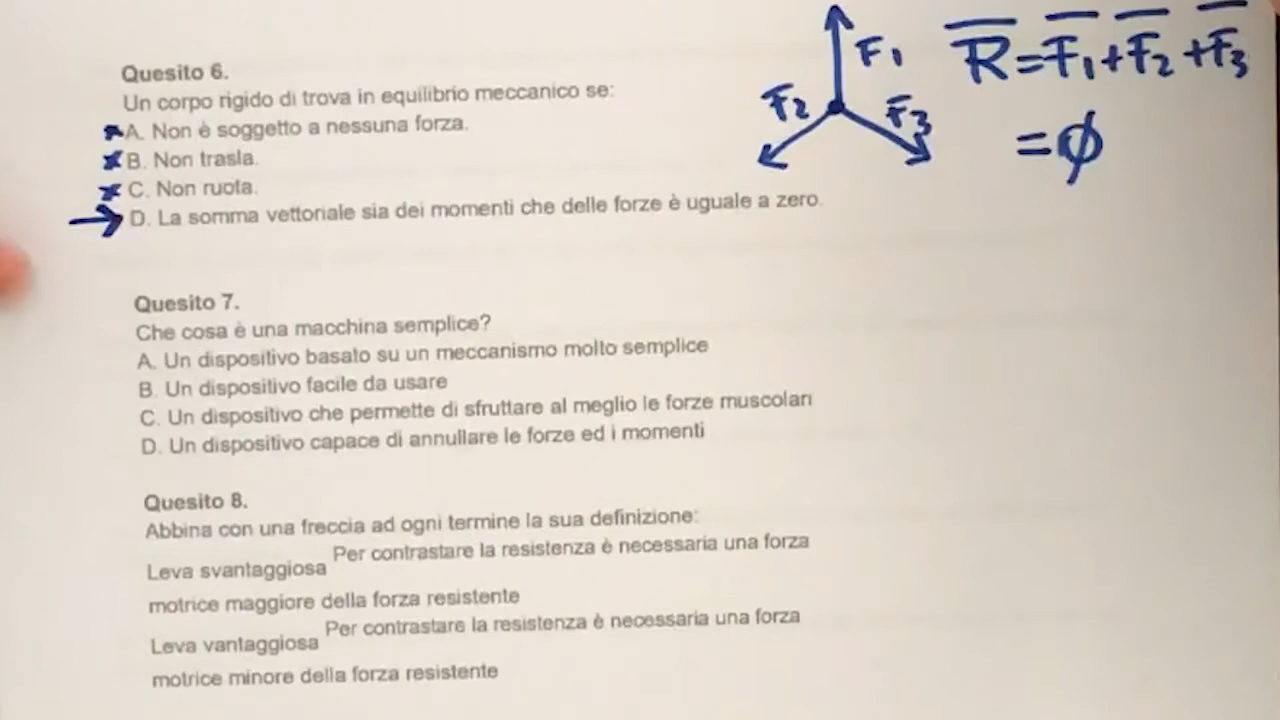 Quesito 6.
Un corpo rigido di trova in equilibrio meccanico se:
A. Non è soggetto a nessuna forza.
B. Non trasla.
C. Non ruota.
D. La somma vettoriale sia dei momenti che delle forze è uguale a zero.
F1
F2
F3
R=F1+F2+F3
=0
Quesito 7.
Che cosa è una macchina semplice?
A. Un dispositivo basato su un meccanismo molto semplice
B. Un dispositivo facile da usare
C. Un dispositivo che permette di sfruttare al meglio le forze muscolari
D. Un dispositivo capace di annullare le forze ed i momenti
Quesito 8.
Abbina con una freccia ad ogni termine la sua definizione:
Leva svantaggiosa Per contrastare la resistenza è necessaria una forza
motrice maggiore della forza resistente
Leva vantaggiosa Per contrastare la resistenza è necessaria una forza
motrice minore della forza resistente